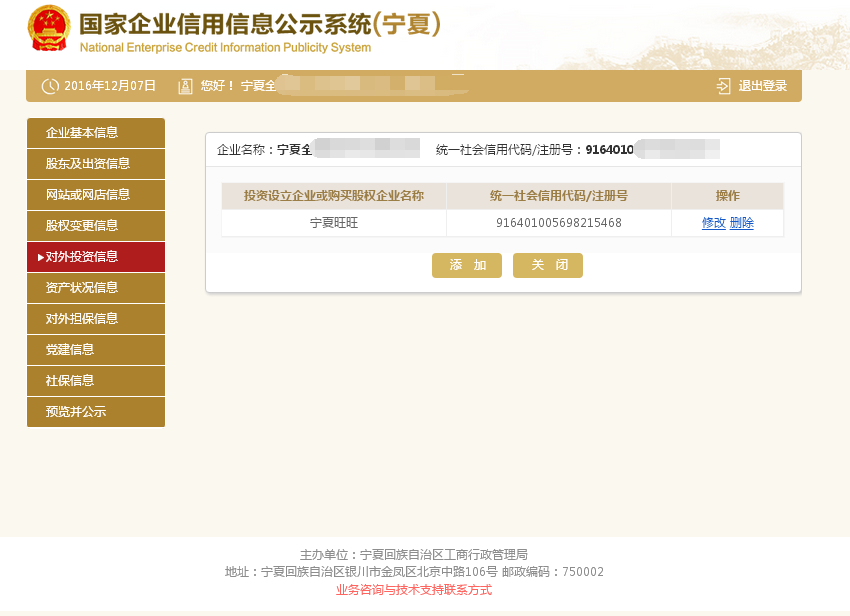 国家企业信用信息公示系统(宁夏)
National Enterprise Credit Information Publicity System
2016年12月07日 您好！ 宁夏全 退出登录
企业基本信息
股东及出资信息
网站或网店信息
股权变更信息
对外投资信息
资产状况信息
对外担保信息
党建信息
社保信息
预览并公示
企业名称：宁夏全 统一社会信用代码/注册号：9164010
投资设立企业或购买股权企业名称 统一社会信用代码/注册号 操作
宁夏旺旺 916401005698215468 修改 删除
添 加 关 闭
主办单位：宁夏回族自治区工商行政管理局
地址：宁夏回族自治区银川市金凤区北京中路106号 邮政编码：750002
业务咨询与技术支持联系方式